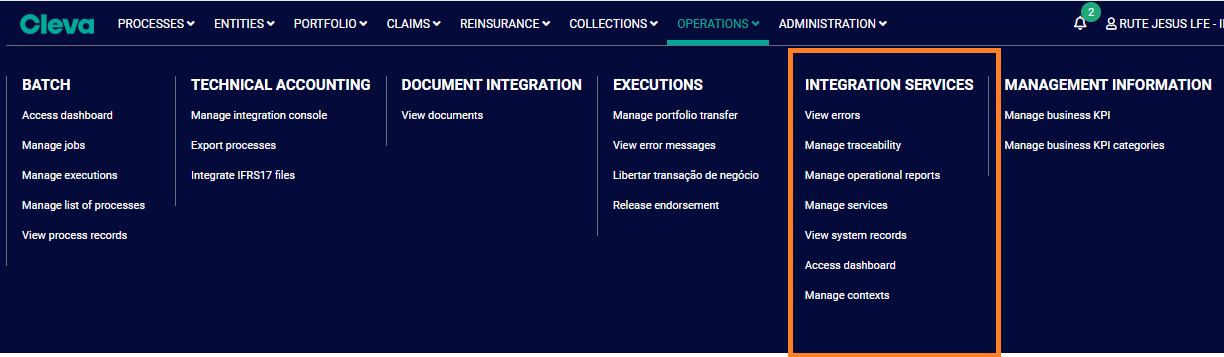 Cleva PROCESSES ENTITIES PORTFOLIO CLAIMS REINSURANCE COLLECTIONS OPERATIONS ADMINISTRATION 2 RUTE JESUS LFE -
BATCH
Access dashboard
Manage jobs
Manage executions
Manage list of processes
View process records
TECHNICAL ACCOUNTING
Manage integration console
Export processes
Integrate IFRS17 files
DOCUMENT INTEGRATION
View documents
EXECUTIONS
Manage portfolio transfer
View error messages
Libertar transação de negócio
Release endorsement
INTEGRATION SERVICES
View errors
Manage traceability
Manage operational reports
Manage services
View system records
Access dashboard
Manage contexts
MANAGEMENT INFORMATION
Manage business KPI
Manage business KPI categories